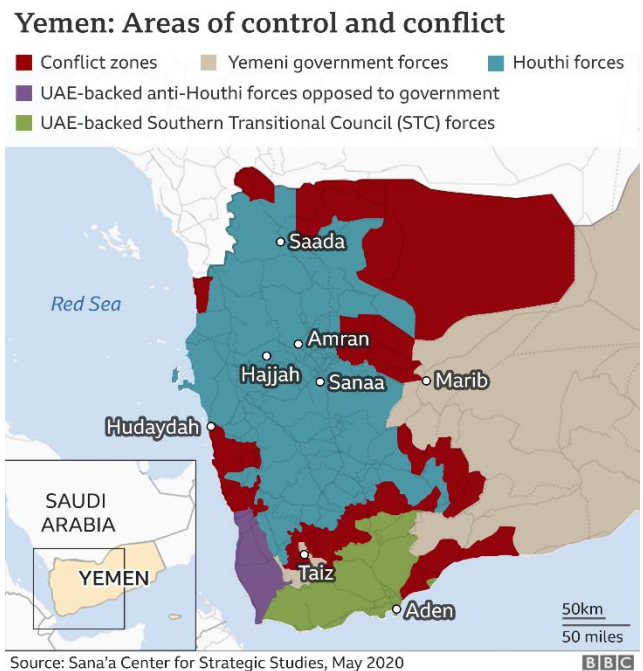 Yemen: Areas of control and conflict
Conflict zones
Yemeni government forces
Houthi forces
UAE-backed anti-Houthi forces opposed to government
UAE-backed Southern Transitional Council (STC) forces
Saada
Red Sea
Amran
Hajjah
Sanaa
Marib
Hudaydah
SAUDI
ARABIA
YEMEN
Taiz
Aden
50km
50 miles
Source: Sana'a Center for Strategic Studies, May 2020
BBC